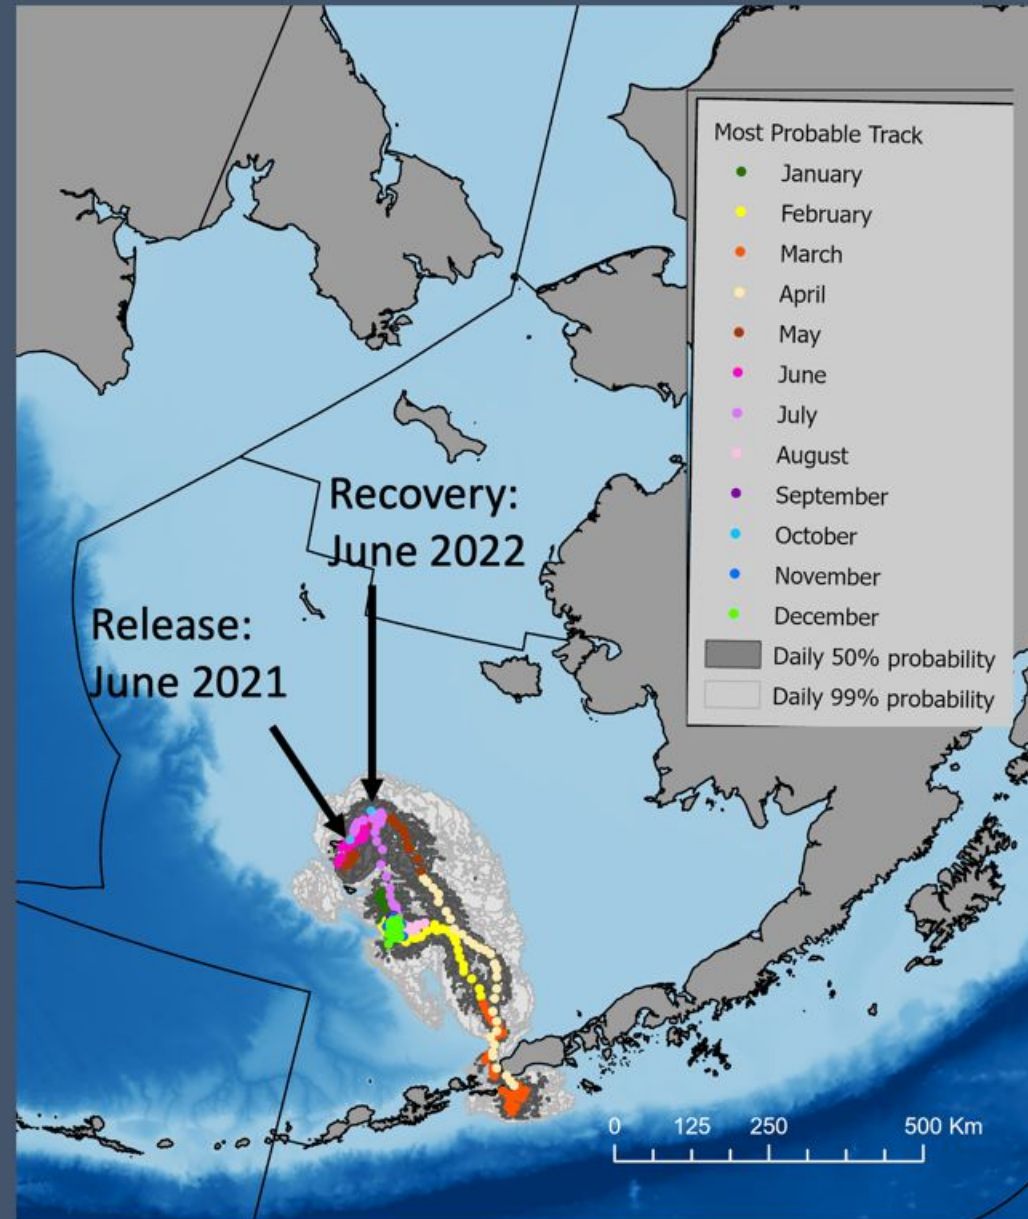 Most Probable Track
January
February
March
April
May
June
July
August
September
October
November
December
Daily 50% probability
Daily 99% probability
Recovery:
June 2022
Release:
June 2021
0 125 250 500 Km